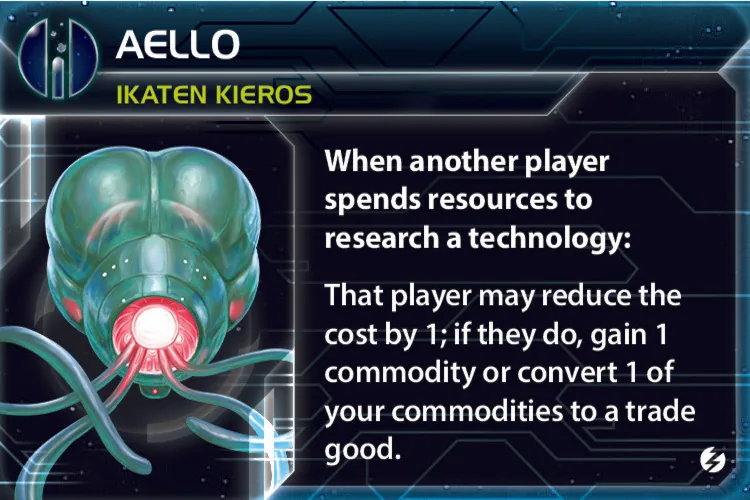 AELLO
IKATEN KIEROS
When another player
spends resources to
research a technology:
That player may reduce the
cost by 1; if they do, gain 1
commodity or convert 1 of
your commodities to a trade
good.